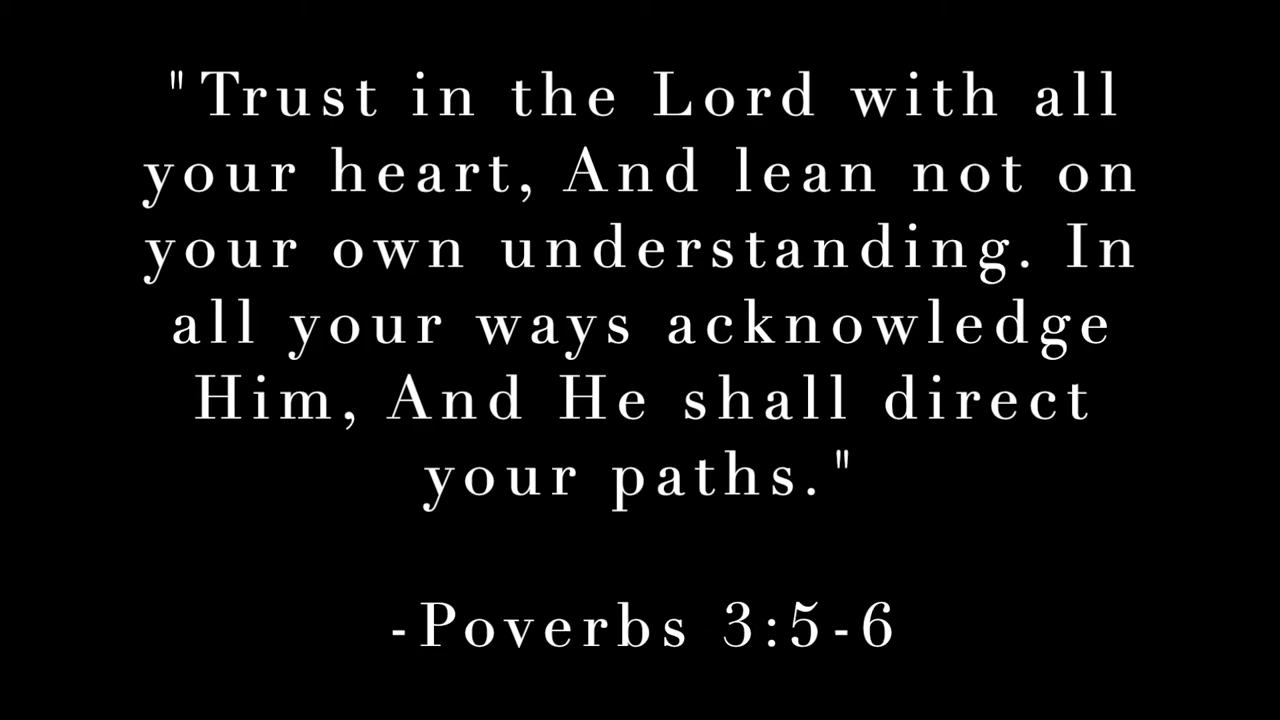 "Trust in the Lord with all
your heart, And lean not on
your own understanding. In
all your ways acknowledge
Him, And He shall direct
your paths."
-Poverbs 3:5-6